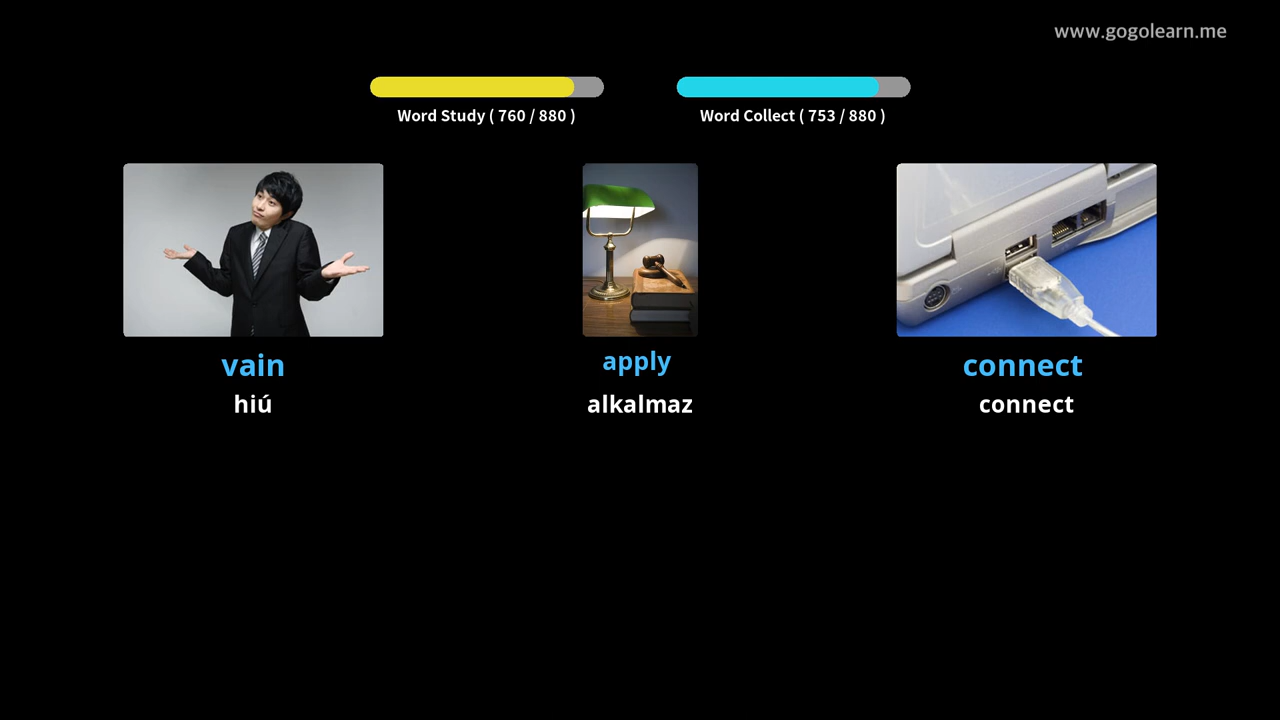 www.gogolearn.me
Word Study ( 760 / 880 )
Word Collect ( 753 / 880 )
vain
apply
connect
hiú
alkalmaz
connect